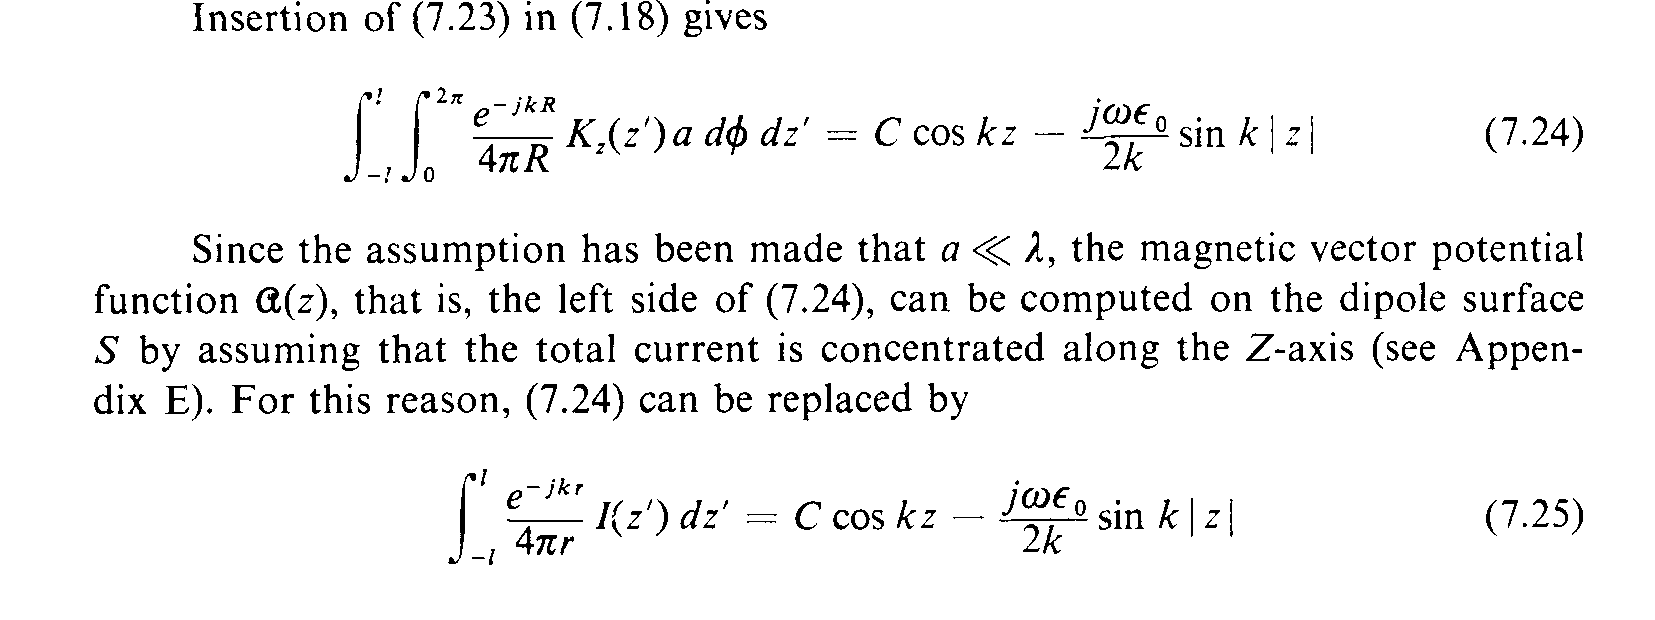 Insertion of (7.23) in (7.18) gives
∫_{-l}^{l} ∫_{0}^{2π} \frac{e^{-jkR}}{4πR} K_z(z')a dϕ dz' = C cos kz − \frac{jωϵ_0}{2k} sin k|z| (7.24)
Since the assumption has been made that a ≪ λ, the magnetic vector potential
function 𝒶(z), that is, the left side of (7.24), can be computed on the dipole surface
S by assuming that the total current is concentrated along the Z-axis (see Appen-
dix E). For this reason, (7.24) can be replaced by
∫_{-l}^{l} \frac{e^{-jkr}}{4πr} I(z') dz' = C cos kz − \frac{jωϵ_0}{2k} sin k|z| (7.25)